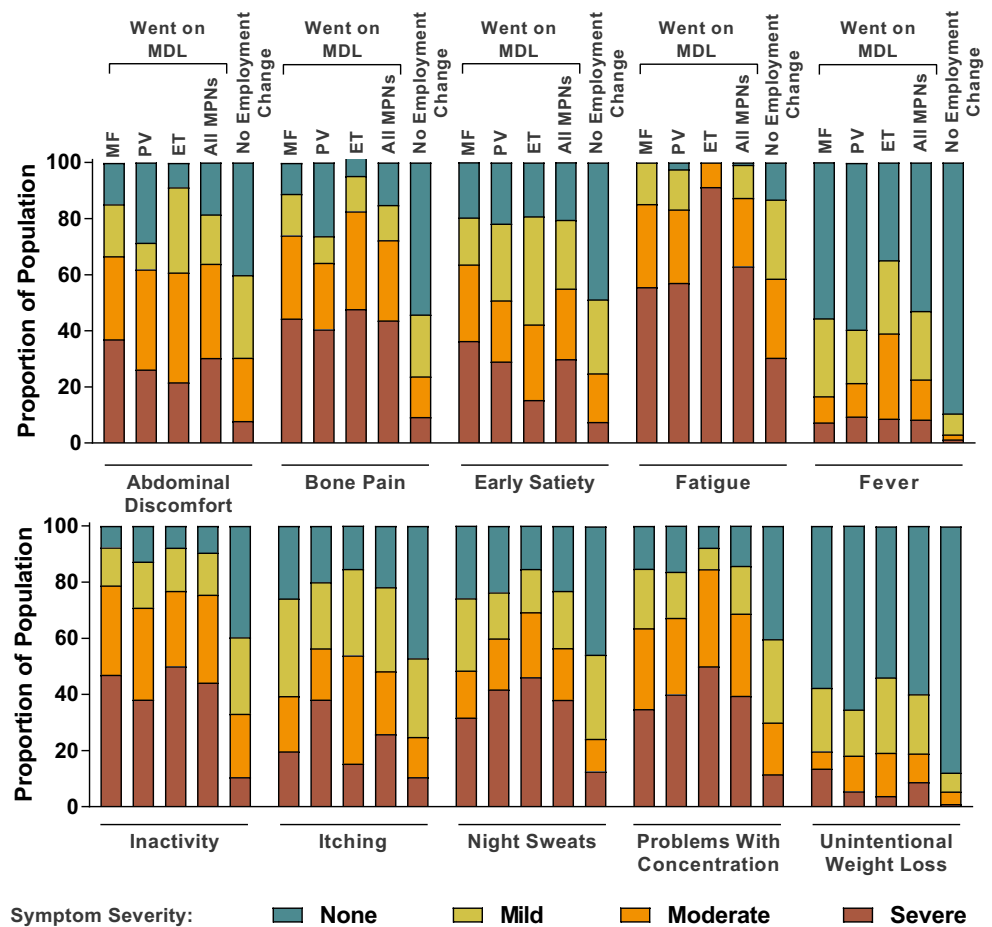 Went on
MDL
MF
PV
ET
All MPNs
No Employment
Change
Went on
MDL
MF
PV
ET
All MPNs
No Employment
Change
Went on
MDL
MF
PV
ET
All MPNs
No Employment
Change
Went on
MDL
MF
PV
ET
All MPNs
No Employment
Change
Went on
MDL
MF
PV
ET
All MPNs
No Employment
Change
Proportion of Population
100
80
60
40
20
0
Abdominal
Discomfort
Bone Pain
Early Satiety
Fatigue
Fever
Proportion of Population
100
80
60
40
20
0
Inactivity
Itching
Night Sweats
Problems With
Concentration
Unintentional
Weight Loss
Symptom Severity: None Mild Moderate Severe